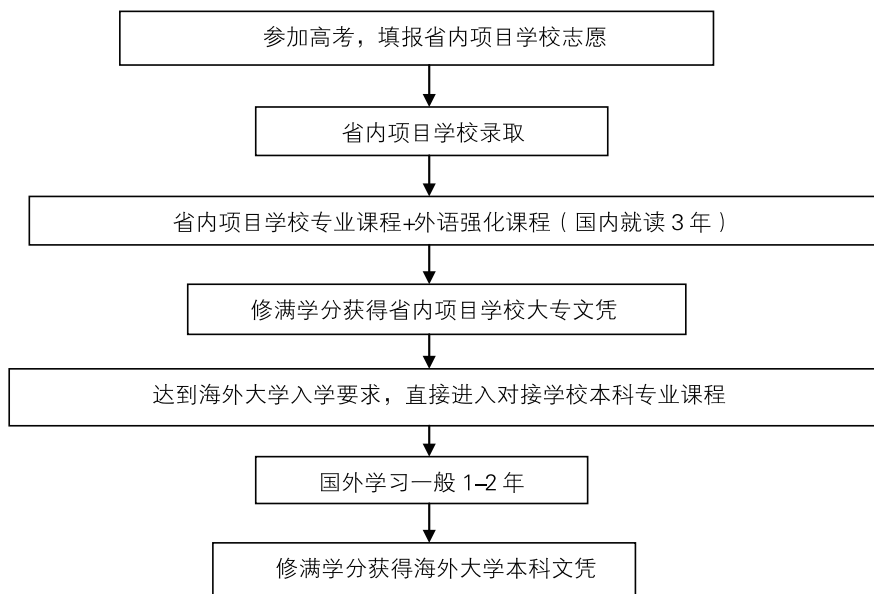 参加高考，填报省内项目学校志愿
省内项目学校录取
省内项目学校专业课程+外语强化课程（国内就读 3 年）
修满学分获得省内项目学校大专文凭
达到海外大学入学要求，直接进入对接学校本科专业课程
国外学习一般 1–2 年
修满学分获得海外大学本科文凭